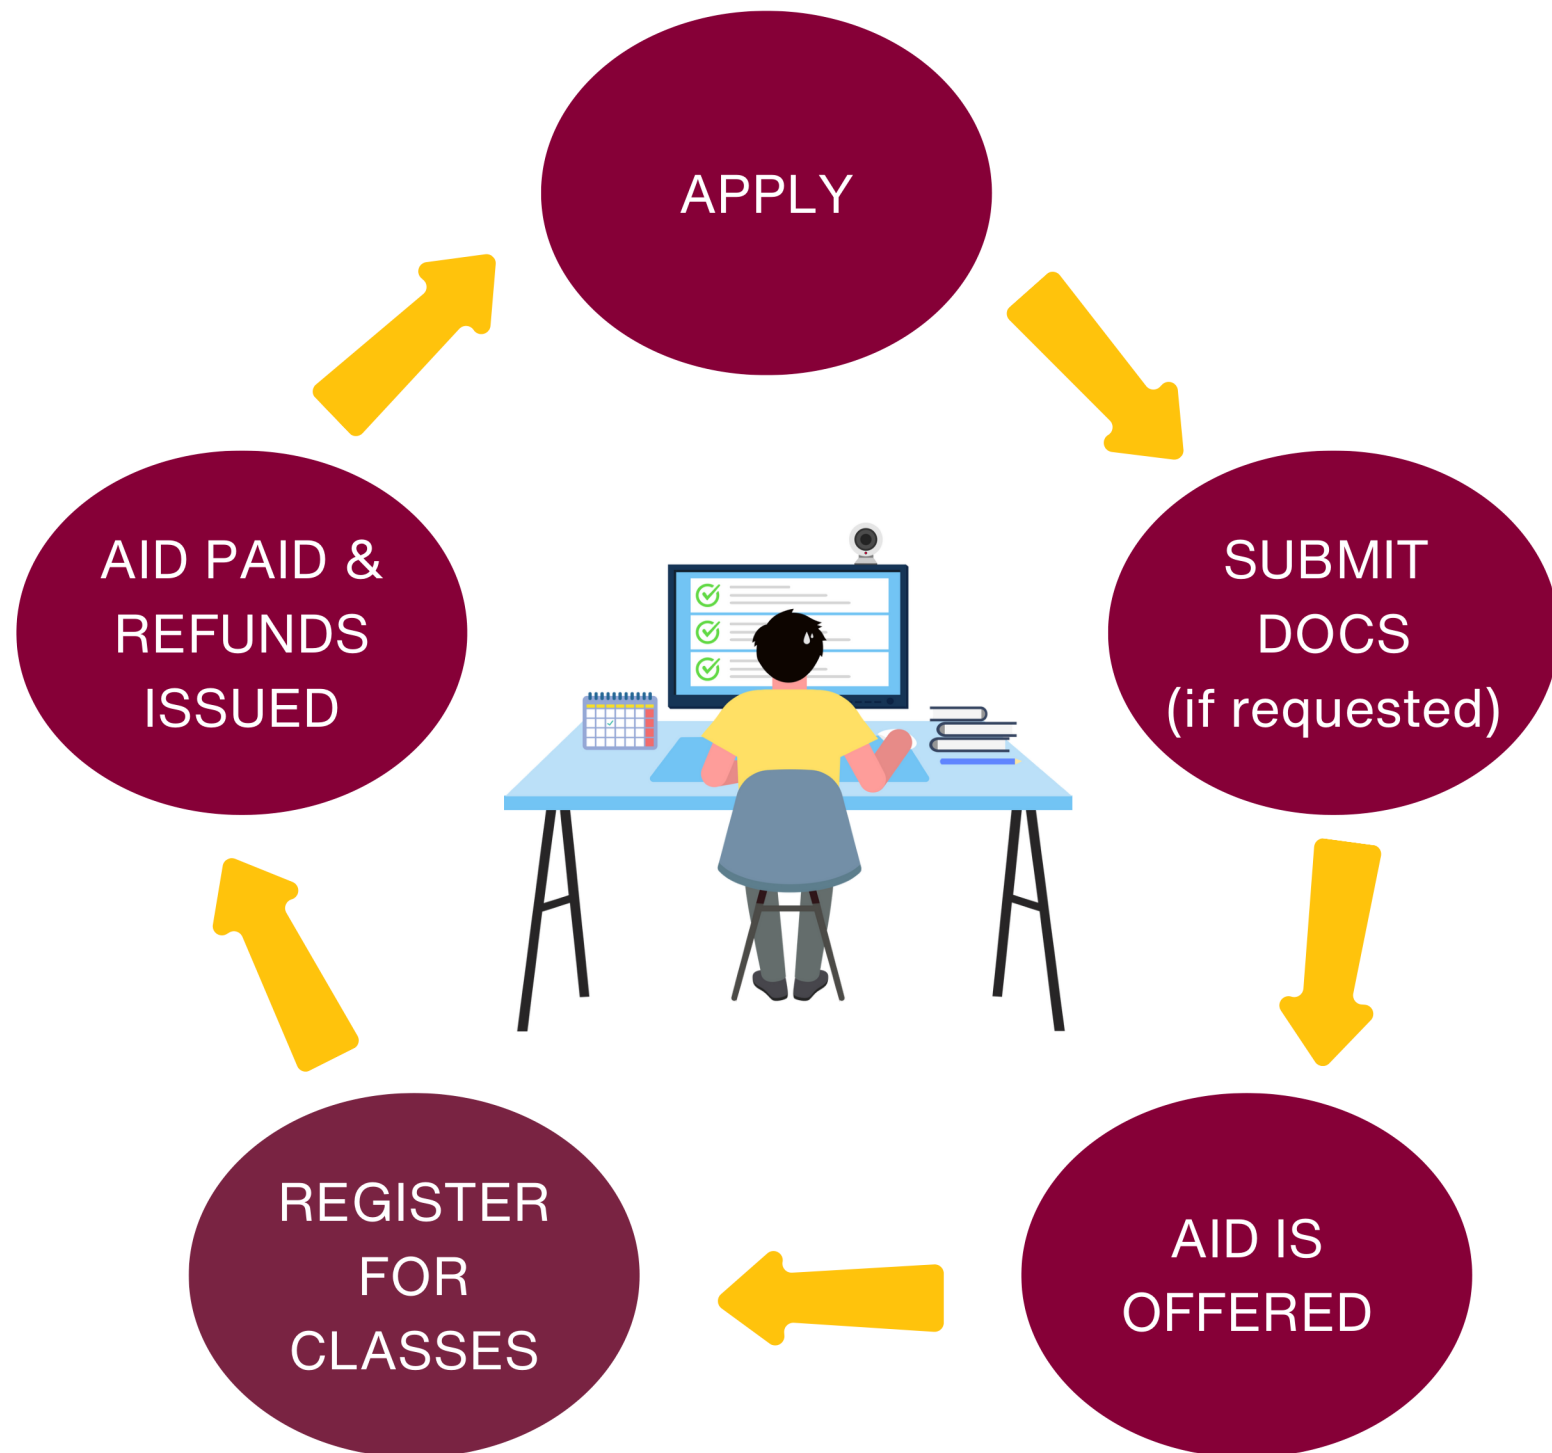 APPLY
SUBMIT
DOCS
(if requested)
AID IS
OFFERED
REGISTER
FOR
CLASSES
AID PAID &
REFUNDS
ISSUED